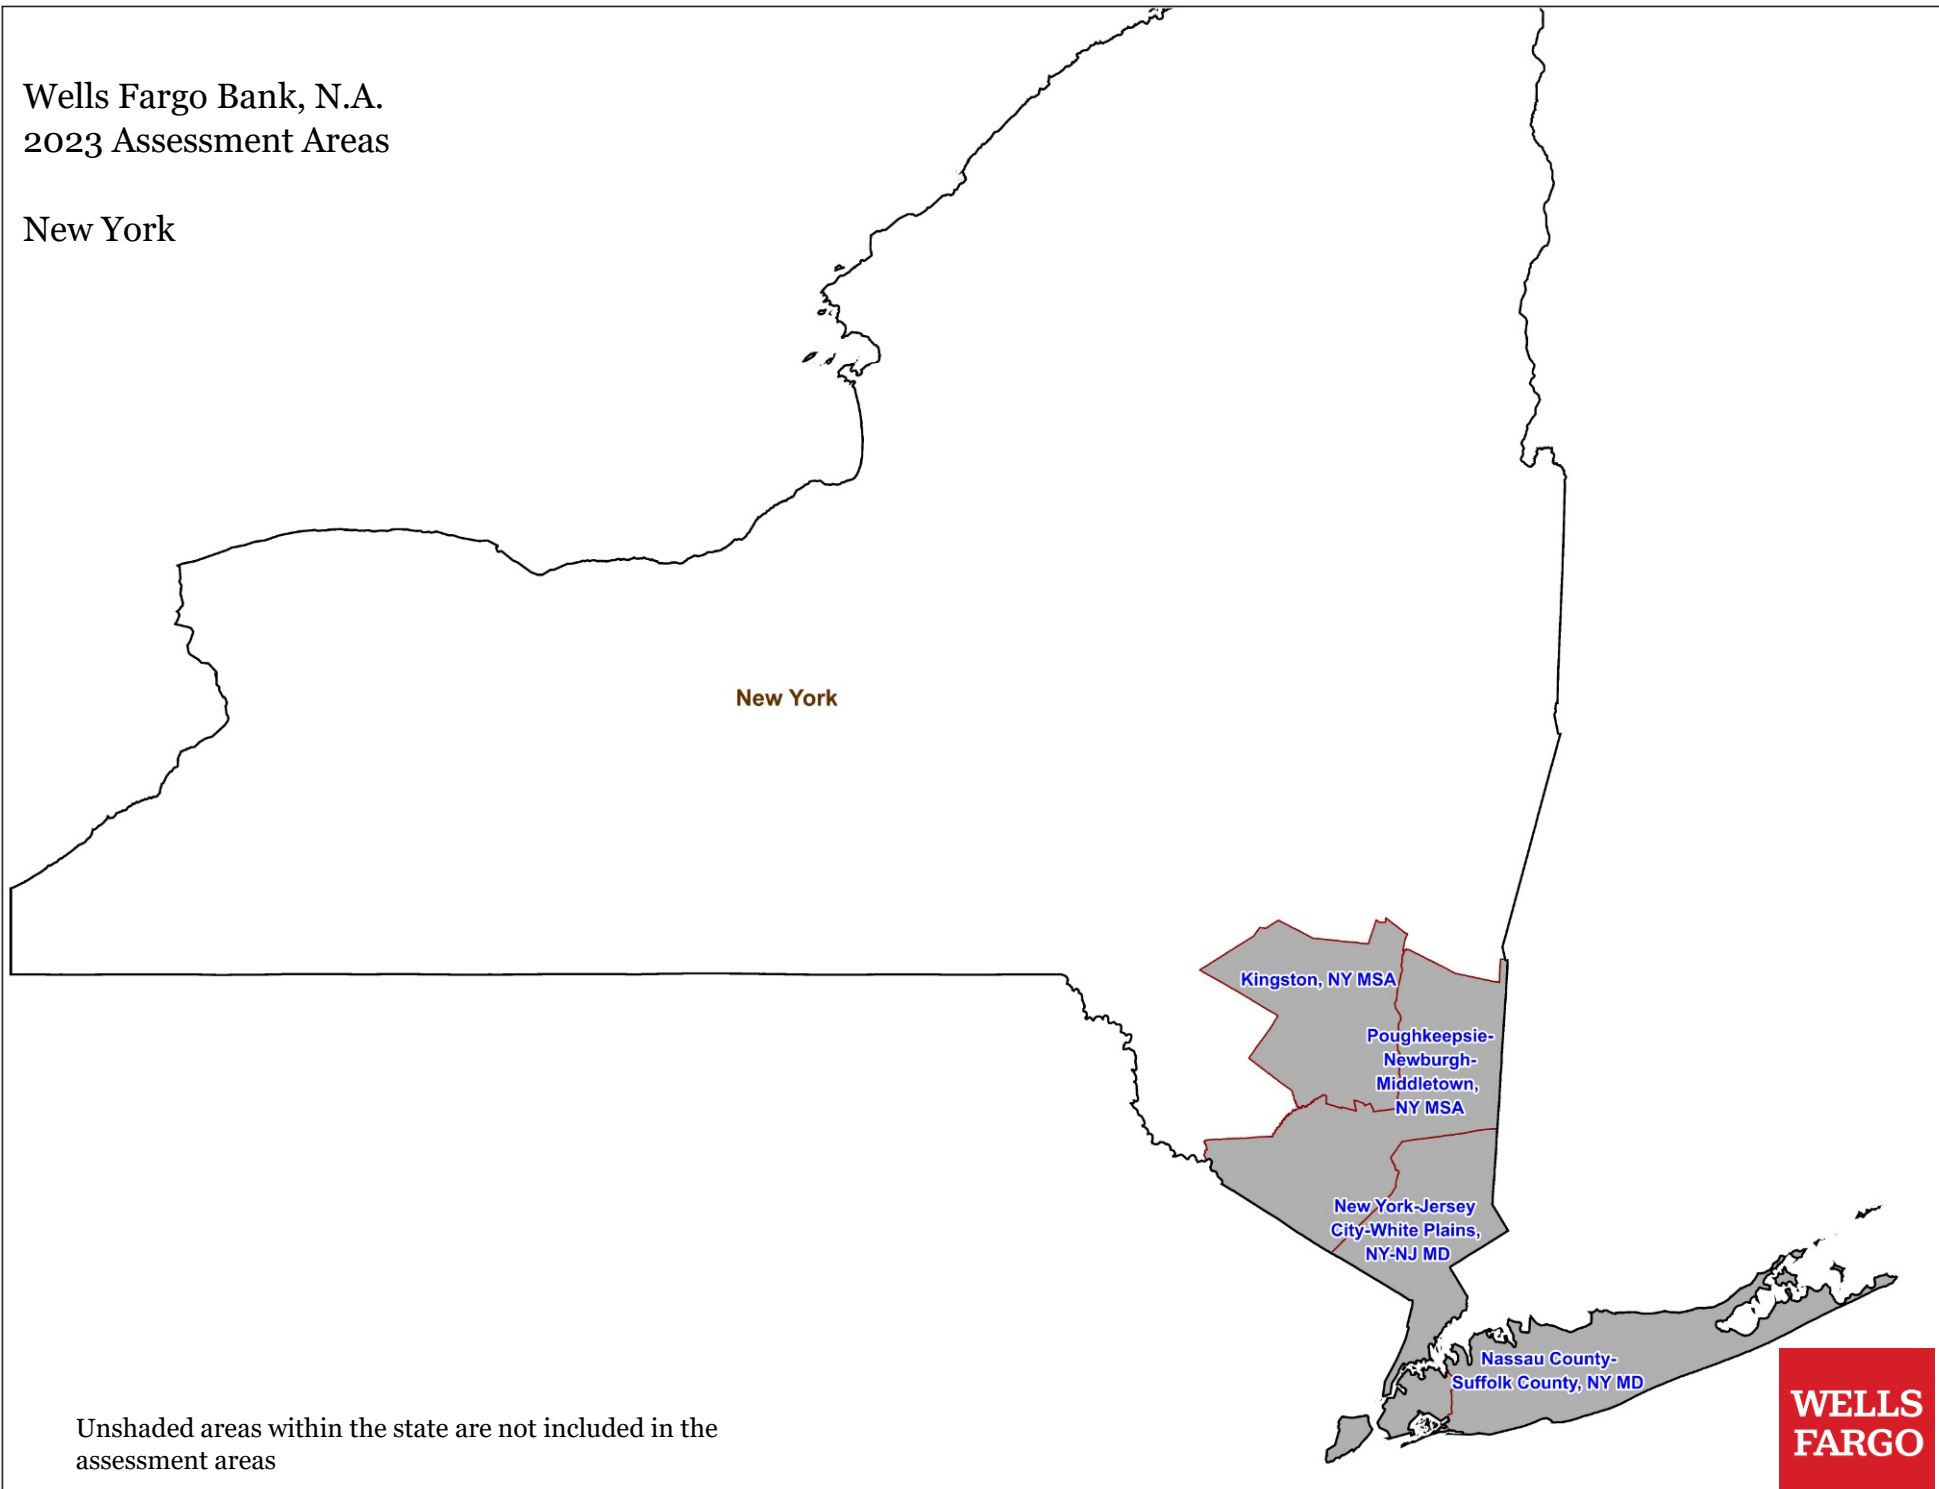 Wells Fargo Bank, N.A.
2023 Assessment Areas
New York
New York
Kingston, NY MSA
Poughkeepsie-
Newburgh-
Middletown,
NY MSA
New York-Jersey
City-White Plains,
NY-NJ MD
Nassau County-
Suffolk County, NY MD
Unshaded areas within the state are not included in the
assessment areas
WELLS
FARGO